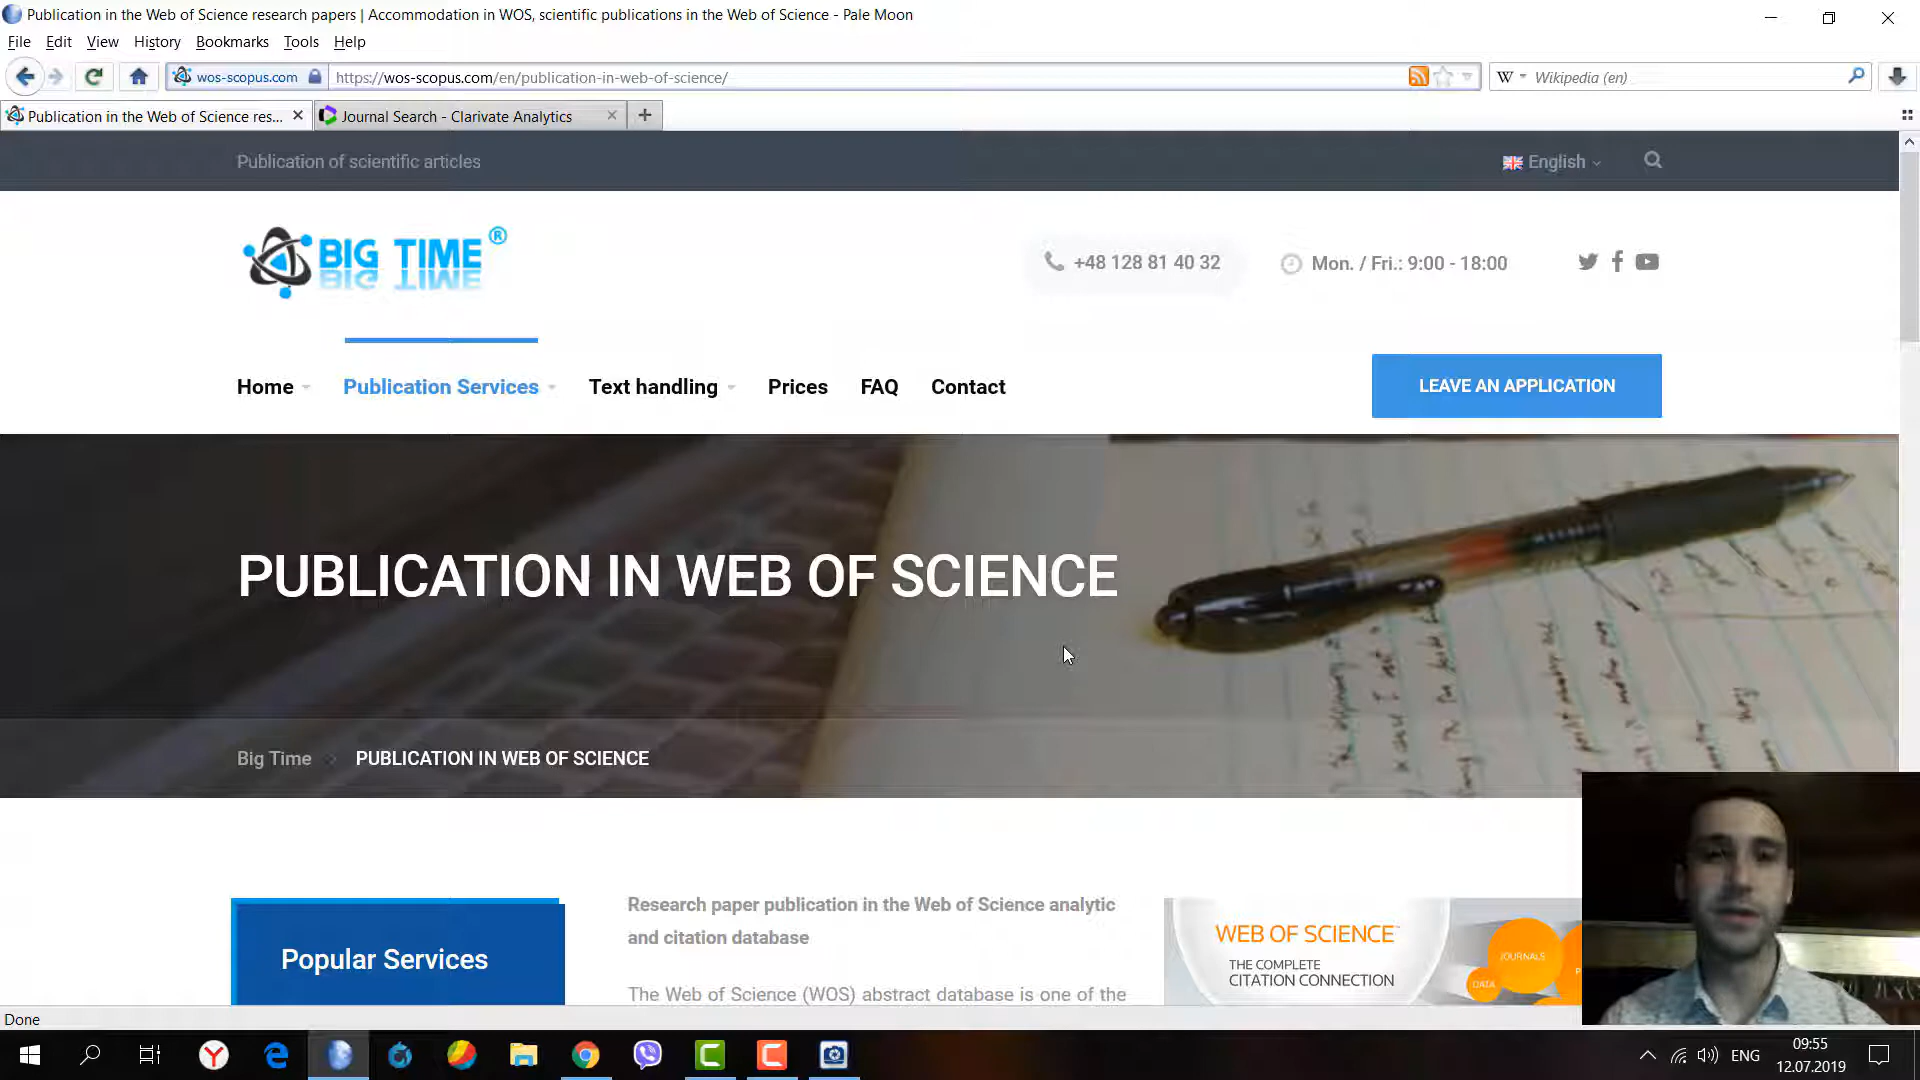 Publication in the Web of Science research papers | Accommodation in WOS, scientific publications in the Web of Science - Pale Moon
File Edit View History Bookmarks Tools Help
wos-scopus.com https://wos-scopus.com/en/publication-in-web-of-science/ W Wikipedia (en)
Publication in the Web of Science res... Journal Search - Clarivate Analytics
Publication of scientific articles English
BIG TIME ®
+48 128 81 40 32 Mon. / Fri.: 9:00 - 18:00
Home Publication Services Text handling Prices FAQ Contact LEAVE AN APPLICATION
PUBLICATION IN WEB OF SCIENCE
Big Time PUBLICATION IN WEB OF SCIENCE
Popular Services
Research paper publication in the Web of Science analytic
and citation database
The Web of Science (WOS) abstract database is one of the
WEB OF SCIENCE™
THE COMPLETE
CITATION CONNECTION
JOURNALS
DATA
Done
ENG
09:55
12.07.2019